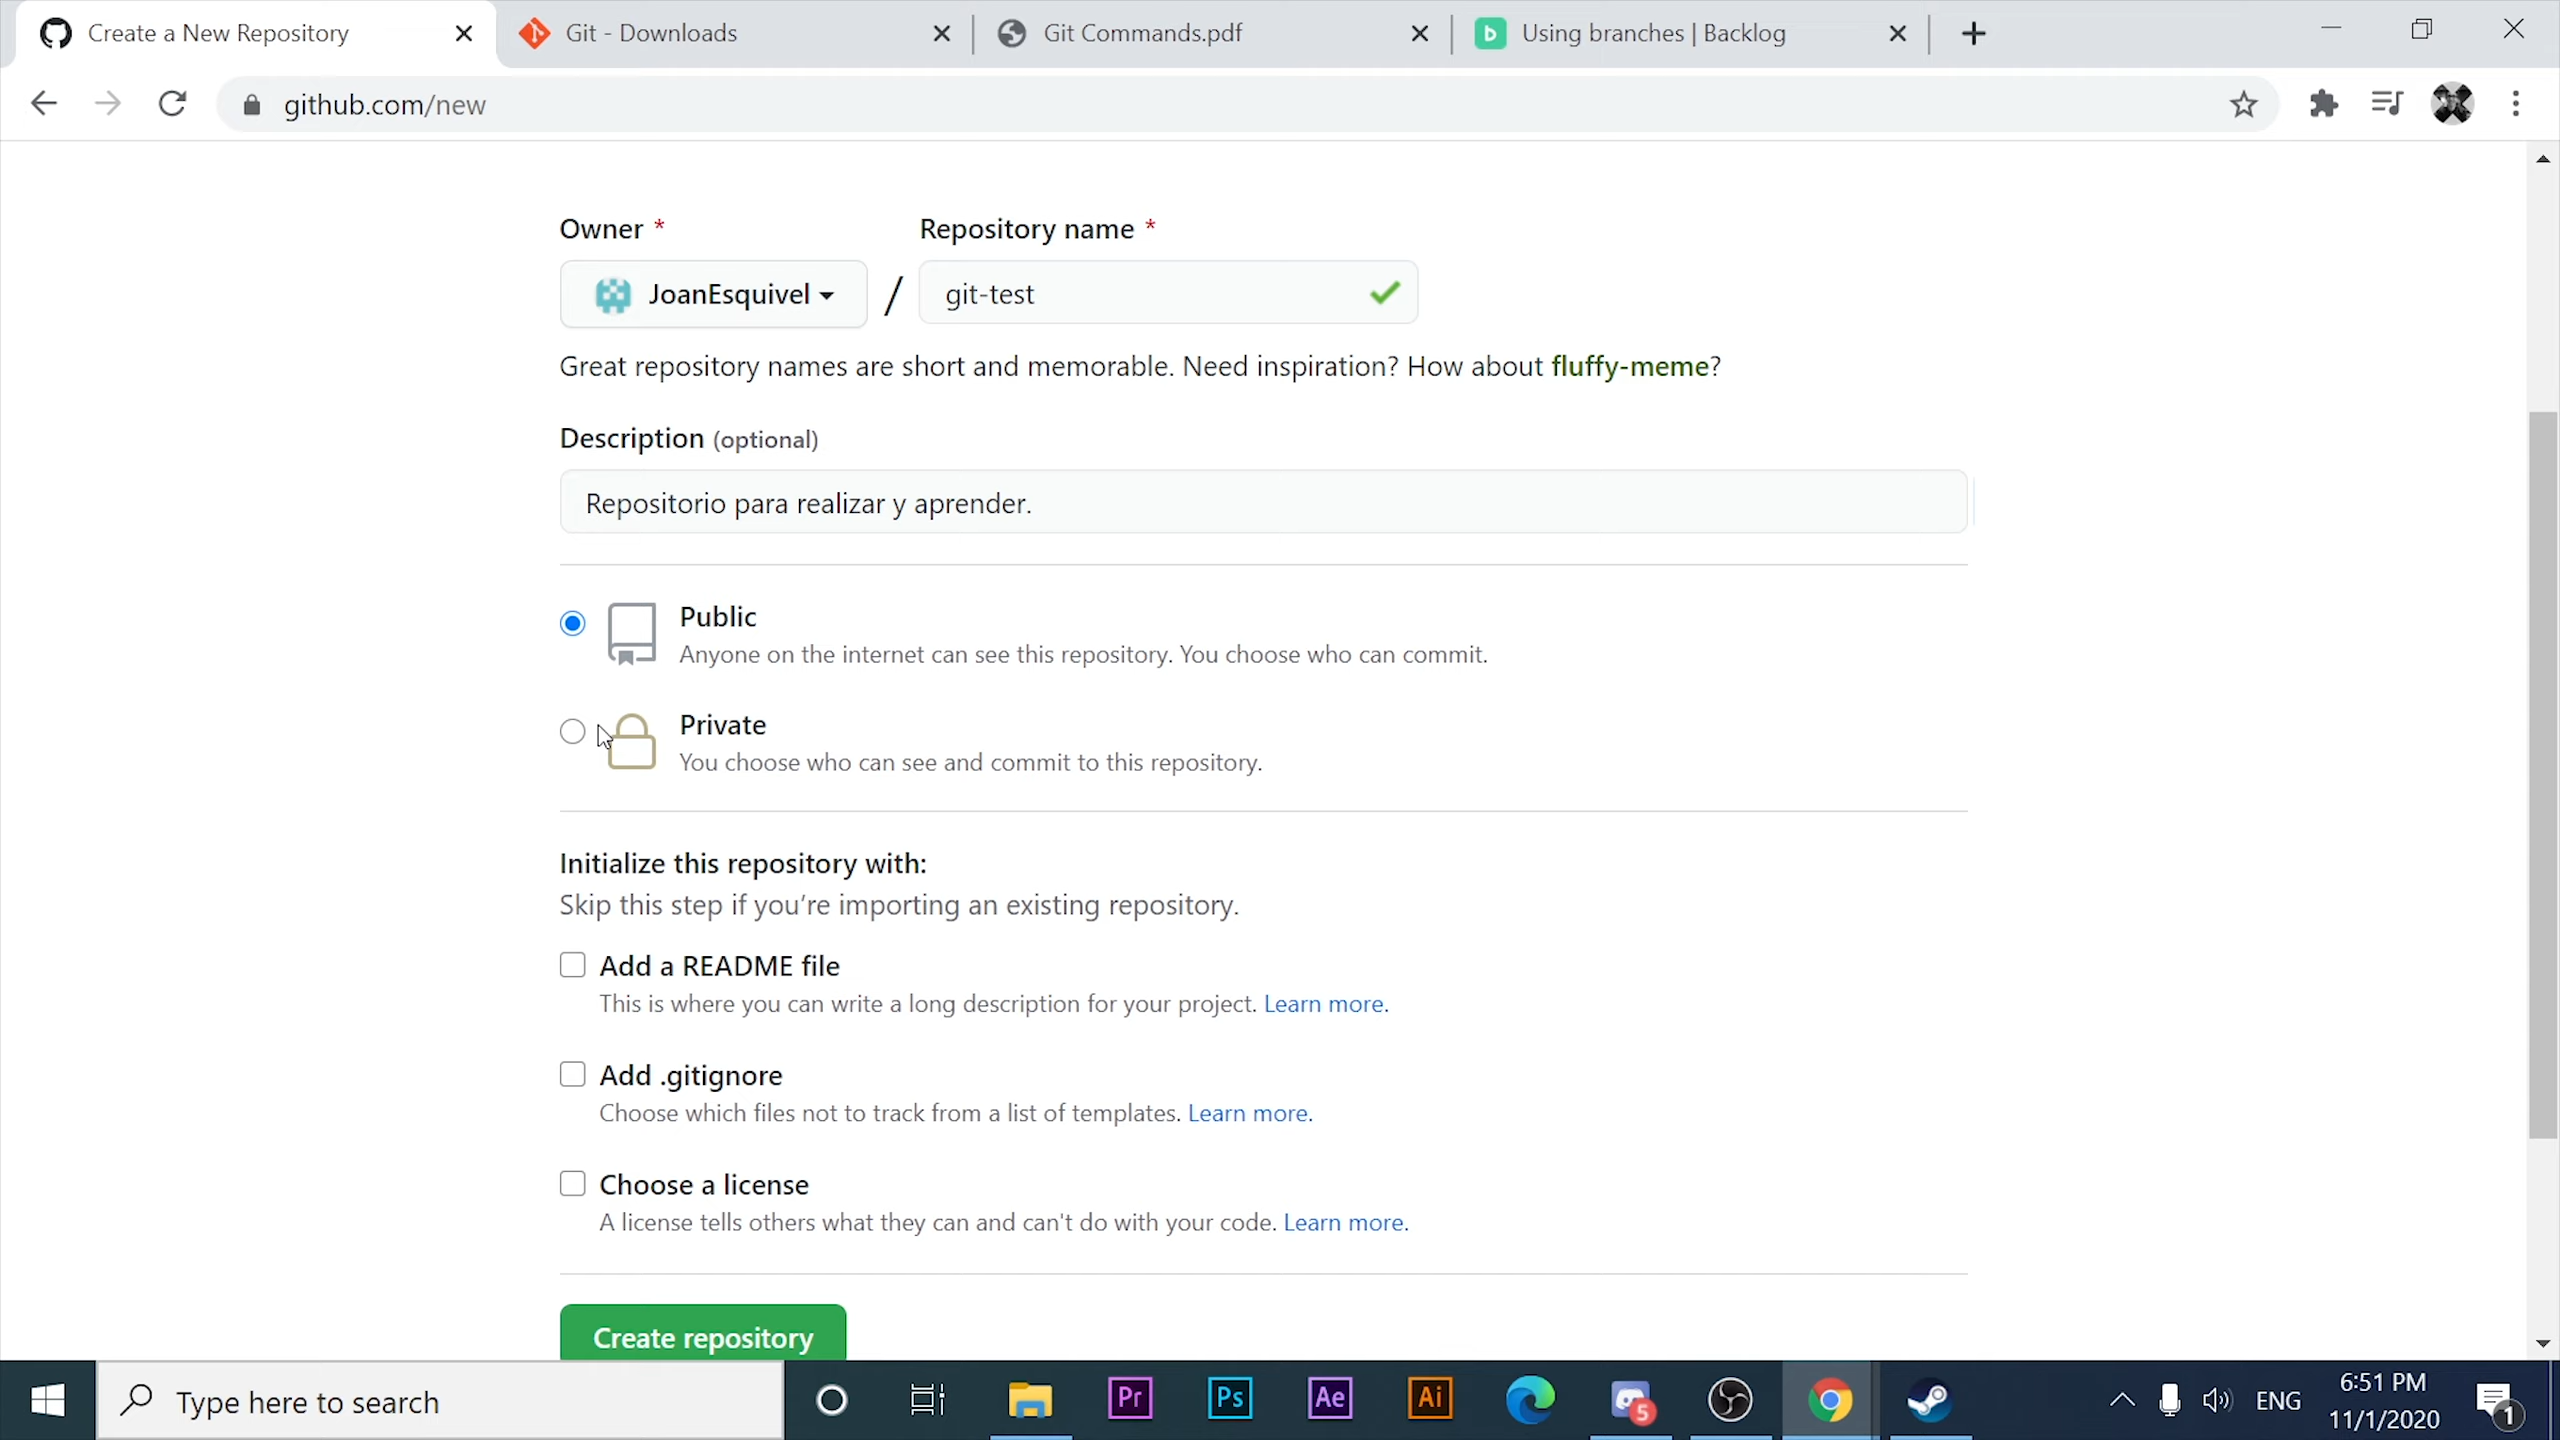 Create a New Repository
Git - Downloads
Git Commands.pdf
b
Using branches | Backlog
github.com/new
Owner *
Repository name *
JoanEsquivel
/
git-test
Great repository names are short and memorable. Need inspiration? How about fluffy-meme?
Description (optional)
Repositorio para realizar y aprender.
Public
Anyone on the internet can see this repository. You choose who can commit.
Private
You choose who can see and commit to this repository.
Initialize this repository with:
Skip this step if you’re importing an existing repository.
Add a README file
This is where you can write a long description for your project. Learn more.
Add .gitignore
Choose which files not to track from a list of templates. Learn more.
Choose a license
A license tells others what they can and can't do with your code. Learn more.
Create repository
Type here to search
Pr
Ps
Ae
Ai
5
ENG
6:51 PM
11/1/2020
1